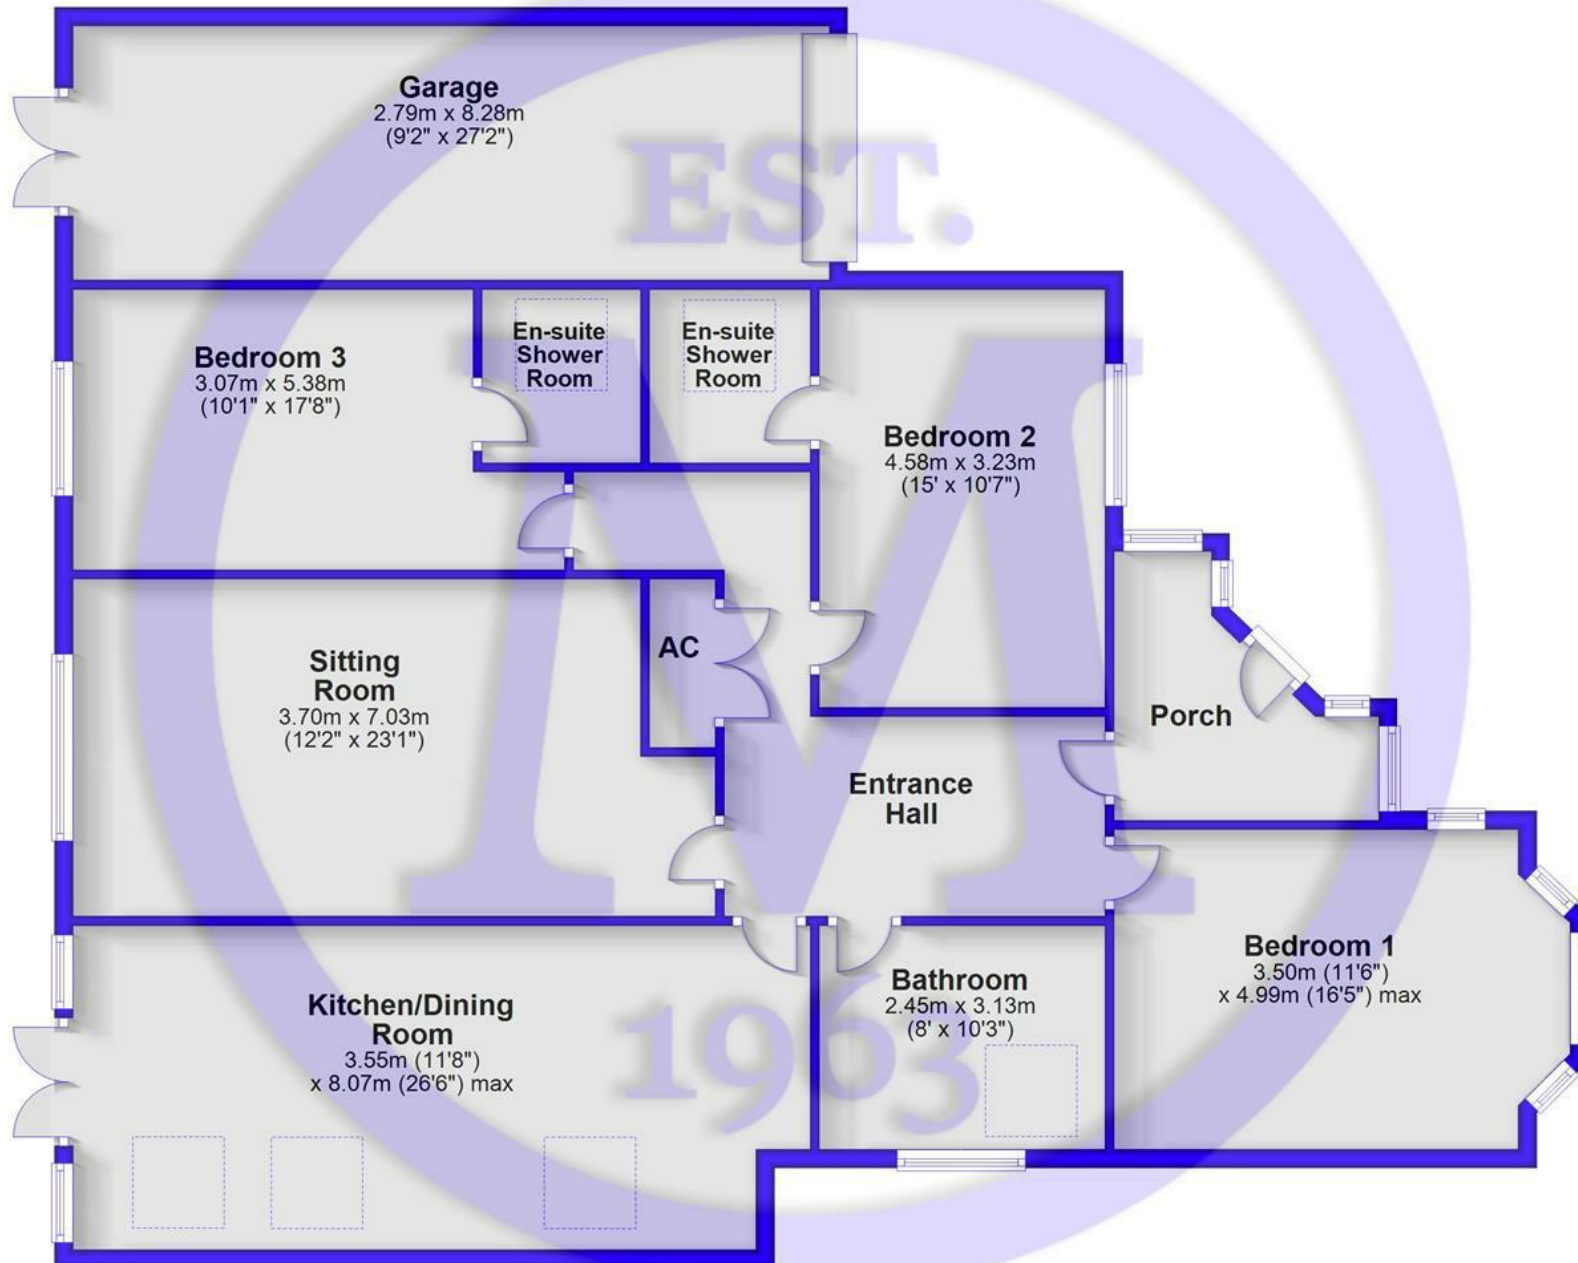 Garage
2.79m x 8.28m
(9'2" x 27'2")
EST.
Bedroom 3
3.07m x 5.38m
(10'1" x 17'8")
En-suite
Shower
Room
En-suite
Shower
Room
Bedroom 2
4.58m x 3.23m
(15' x 10'7")
M
Sitting
Room
3.70m x 7.03m
(12'2" x 23'1")
AC
Porch
Entrance
Hall
Kitchen/Dining
Room
3.55m (11'8")
x 8.07m (26'6") max
Bathroom
2.45m x 3.13m
(8' x 10'3")
Bedroom 1
3.50m (11'6")
x 4.99m (16'5") max
1963